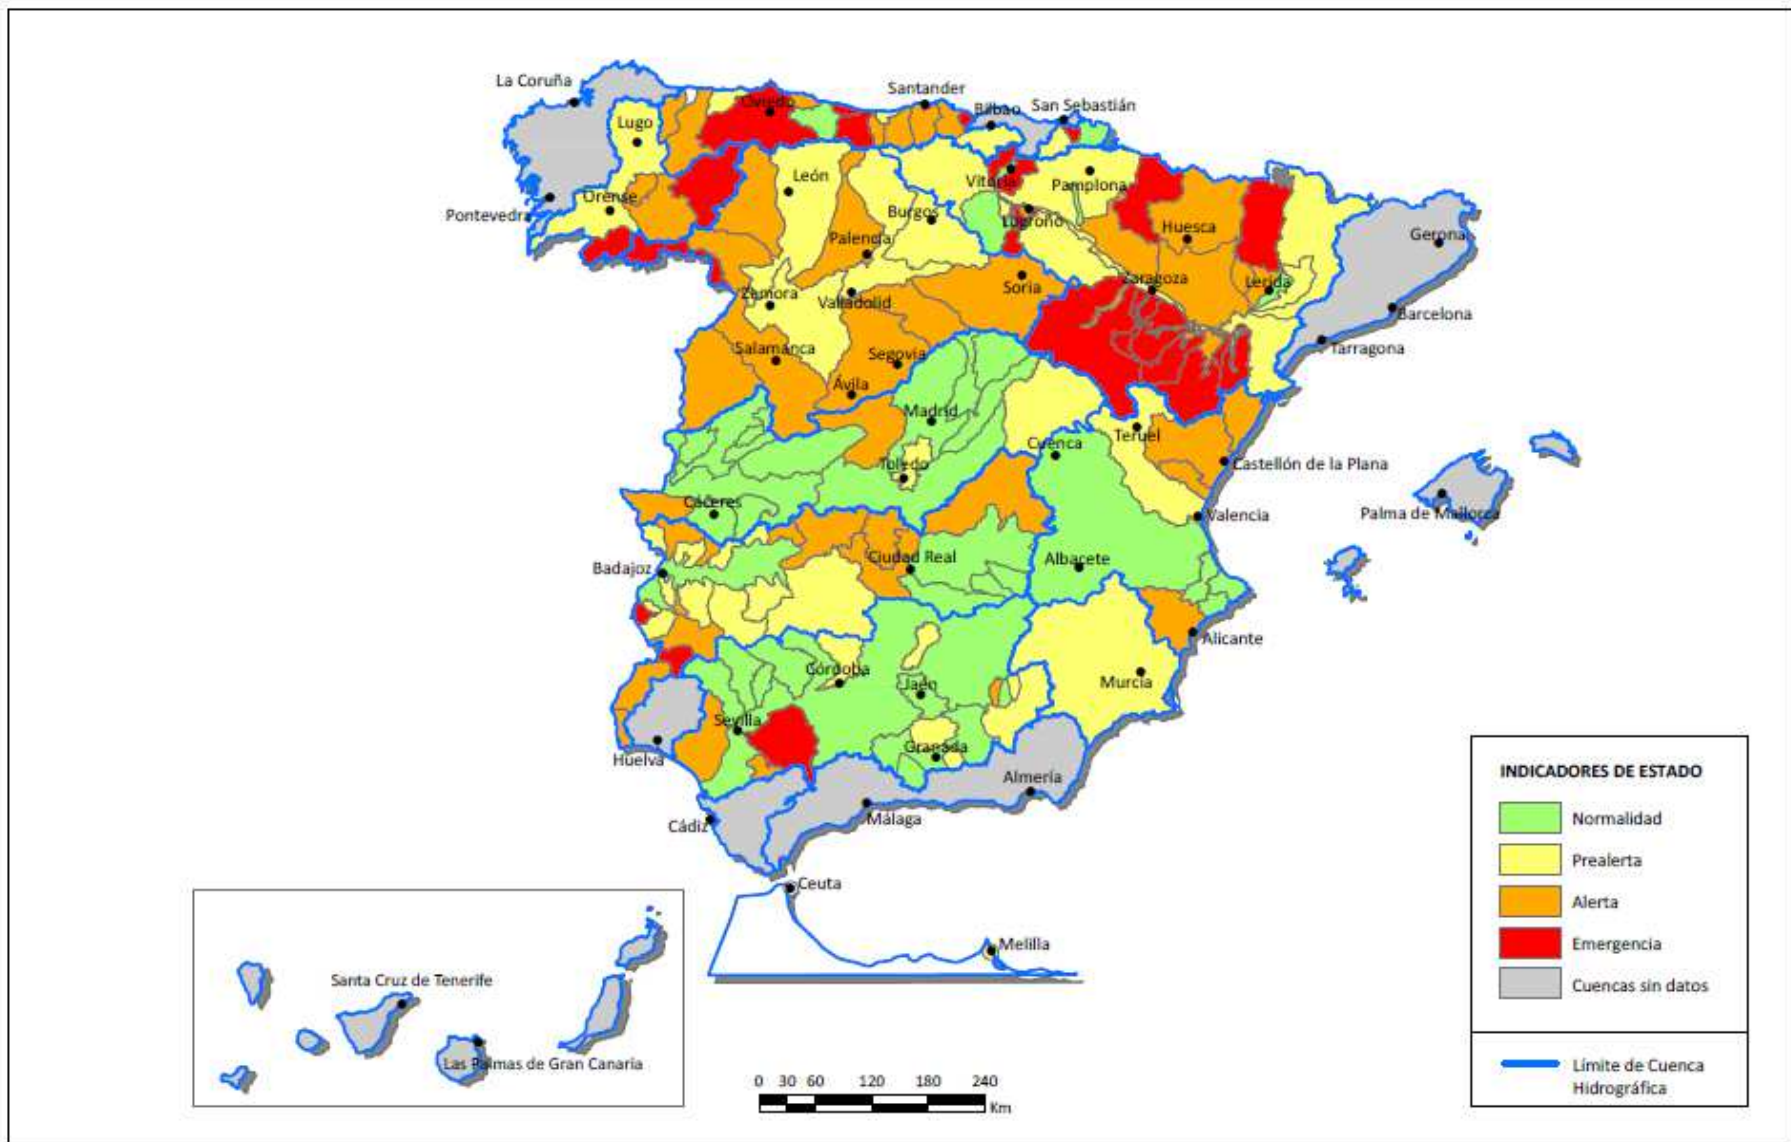 La Coruña
Santander
Bilbao
San Sebastián
Oviedo
Lugo
León
Vitoria
Pamplona
Orense
Pontevedra
Burgos
Logroño
Huesca
Gerona
Palencia
Soria
Zaragoza
Lerida
Zamora
Valladolid
Barcelona
Salamanca
Segovia
Tarragona
Ávila
Madrid
Teruel
Cuenca
Toledo
Castellón de la Plana
Cáceres
Valencia
Palma de Mallorca
Badajoz
Ciudad Real
Albacete
Alicante
Córdoba
Jaén
Murcia
Sevilla
Granada
Huelva
Almería
Cádiz
Málaga
Ceuta
Melilla
Santa Cruz de Tenerife
Las Palmas de Gran Canaria
0 30 60 120 180 240
Km
INDICADORES DE ESTADO
Normalidad
Prealerta
Alerta
Emergencia
Cuencas sin datos
Límite de Cuenca
Hidrográfica